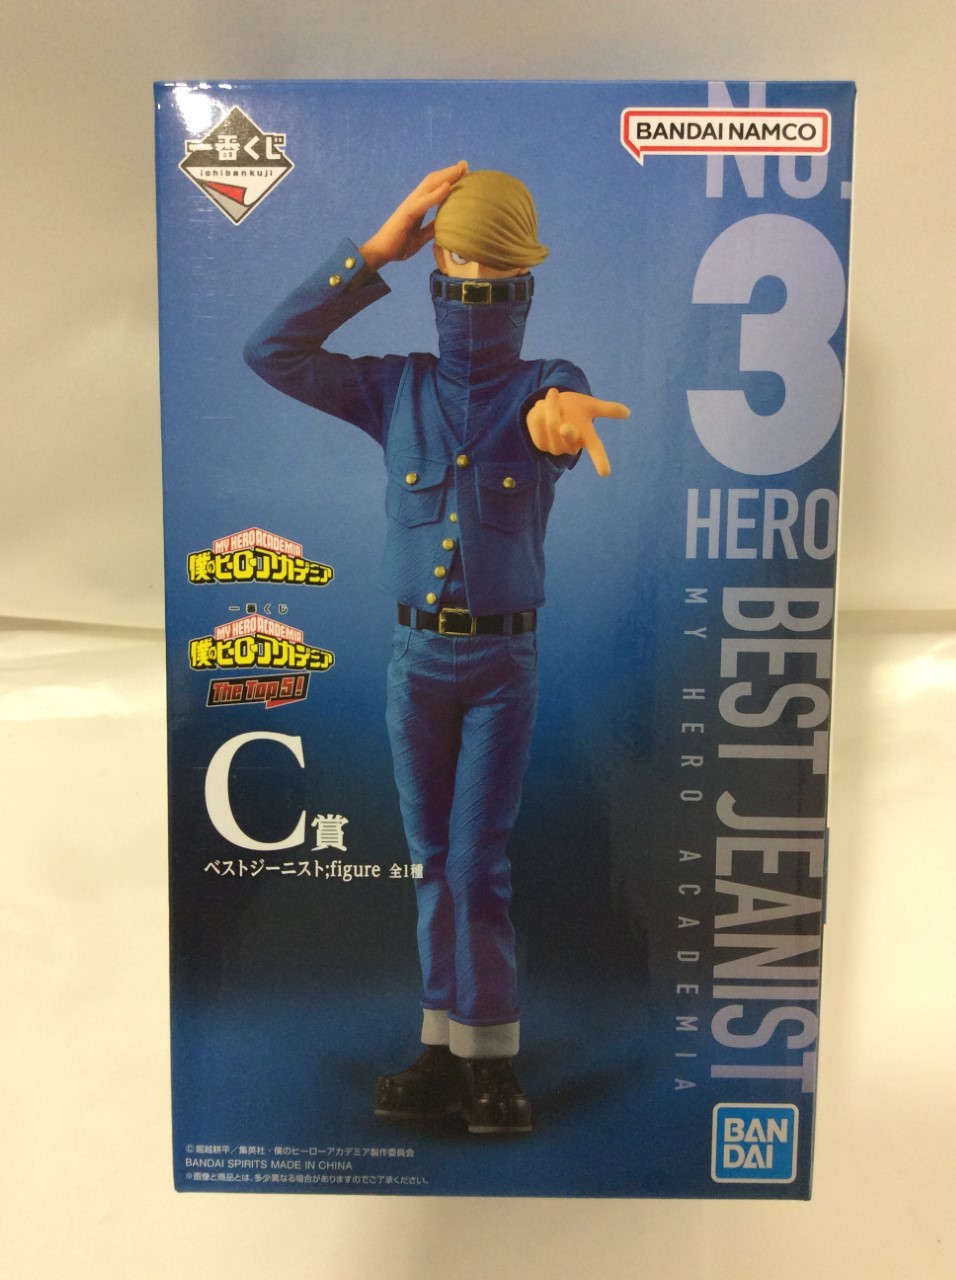 一番くじ
ichibankuji
BANDAI NAMCO
No.
3
HERO
BEST JEANIST
MY HERO ACADEMIA
MY HERO ACADEMIA
僕のヒーローアカデミア
一番くじ
MY HERO ACADEMIA
僕のヒーローアカデミア
The Top 5!
C賞
ベストジーニスト;figure 全1種
©堀越耕平/集英社・僕のヒーローアカデミア製作委員会
BANDAI SPIRITS MADE IN CHINA
※画像と商品とは、多少異なる場合がありますのでご了承ください。
BAN
DAI